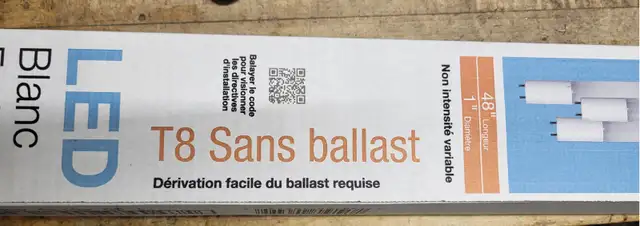 LED
Blanc
Balayer le code
pour visionner
les directives
d'installation
T8 Sans ballast
Dérivation facile du ballast requise
Non intensité variable
48" Longueur
1" Diamètre